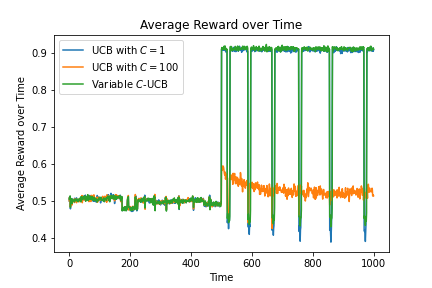 Average Reward over Time
UCB with C = 1
UCB with C = 100
Variable C-UCB
Average Reward over Time
0.9
0.8
0.7
0.6
0.5
0.4
0 200 400 600 800 1000
Time